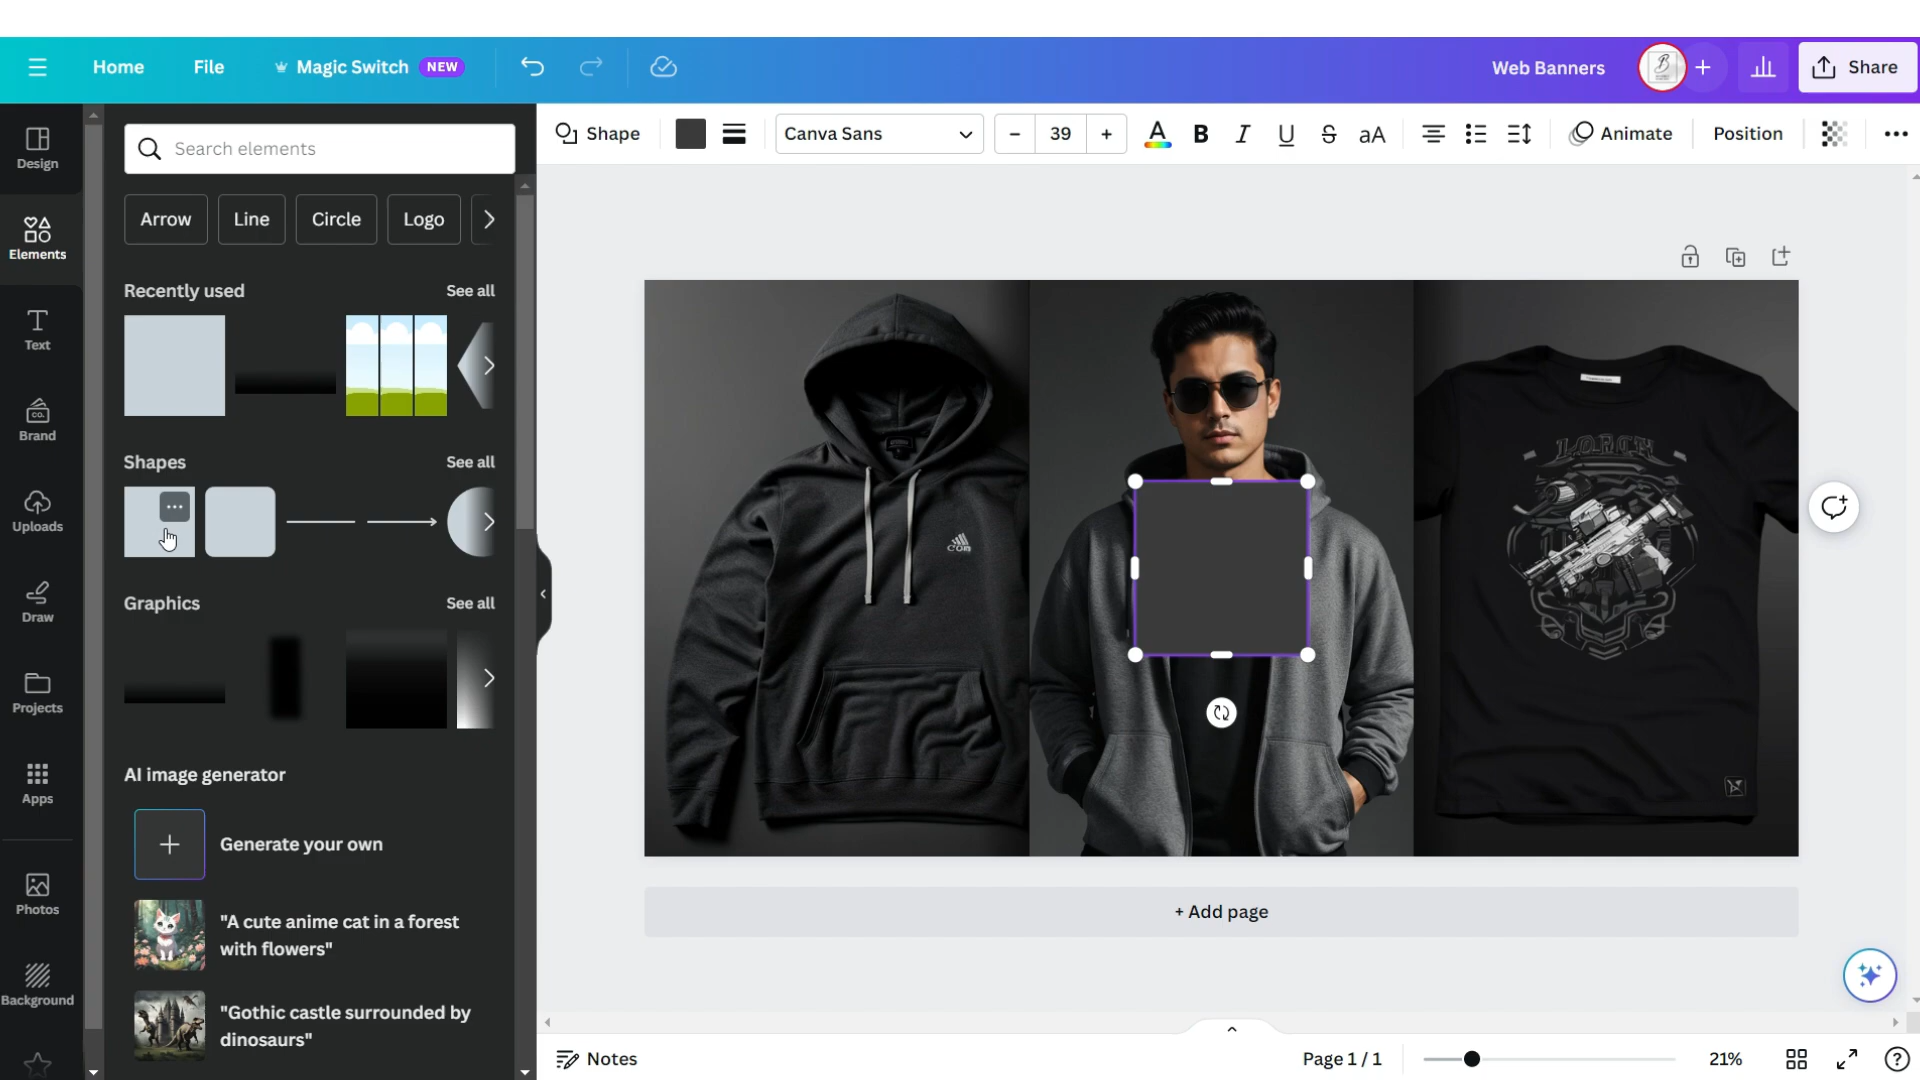 Home
File
Magic Switch NEW
Web Banners
Share
Design
Elements
Text
Brand
CO.
Uploads
Draw
Projects
Apps
Photos
Background
Search elements
Arrow
Line
Circle
Logo
Recently used
See all
Shapes
See all
Graphics
See all
AI image generator
Generate your own
"A cute anime cat in a forest
with flowers"
"Gothic castle surrounded by
dinosaurs"
Shape
Canva Sans
– 39 +
A
B I U S aA
Animate
Position
+ Add page
Notes
Page 1 / 1
21%